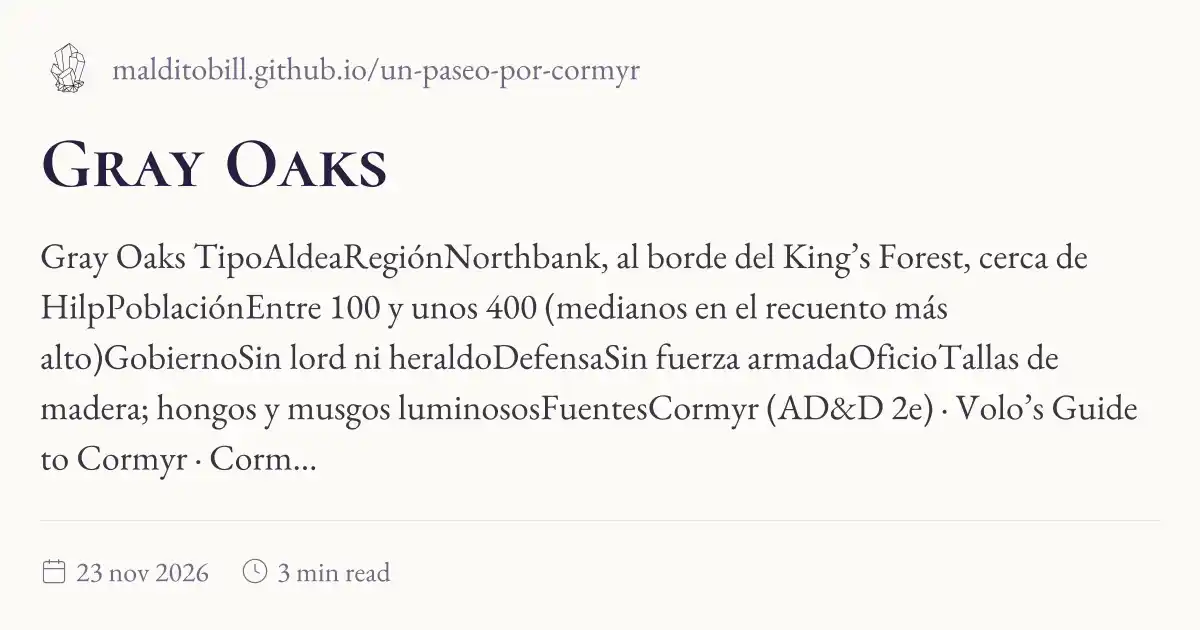 malditobill.github.io/un-paseo-por-cormyr
Gray Oaks
Gray Oaks TipoAldeaRegiónNorthbank, al borde del King’s Forest, cerca de
HilpPoblaciónEntre 100 y unos 400 (medianos en el recuento más
alto)GobiernoSin lord ni heraldoDefensaSin fuerza armadaOficioTallas de
madera; hongos y musgos luminososFuentesCormyr (AD&D 2e) · Volo’s Guide
to Cormyr · Corm...
23 nov 2026 3 min read